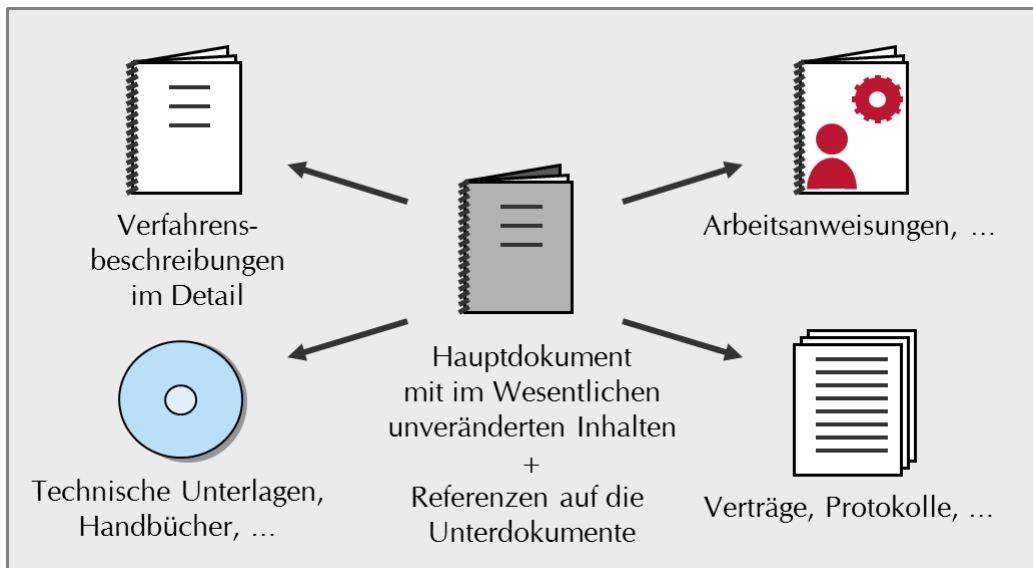 Verfahrens-
beschreibungen
im Detail
Arbeitsanweisungen, ...
Hauptdokument
mit im Wesentlichen
unveränderten Inhalten
+
Referenzen auf die
Unterdokumente
Technische Unterlagen,
Handbücher, ...
Verträge, Protokolle, ...